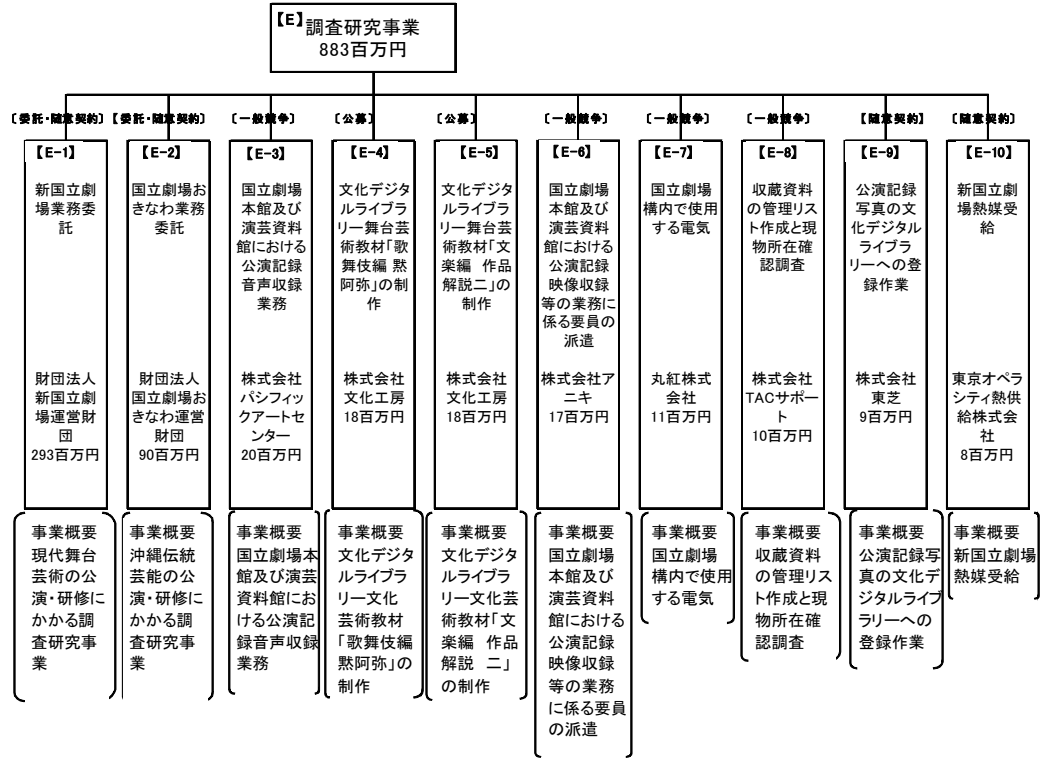 【E】調査研究事業
883百万円
〔委託・随意契約〕
【委託・随意契約〕
〔一般競争〕
〔公募〕
〔公募〕
〔一般競争〕
〔一般競争〕
〔一般競争〕
【随意契約】
〔随意契約〕
【E-1】
新国立劇
場業務委
託
財団法人
新国立劇
場運営財
団
293百万円
【E-2】
国立劇場お
きなわ業務
委託
財団法人
国立劇場お
きなわ運営
財団
90百万円
【E-3】
国立劇場
本館及び
演芸資料
館における
公演記録
音声収録
業務
株式会社
パシフィッ
クアートセ
ンター
20百万円
【E-4】
文化デジタ
ルライブラ
リー舞台芸
術教材「歌
舞伎編 黙
阿弥」の制
作
株式会社
文化工房
18百万円
【E-5】
文化デジタ
ルライブラ
リー舞台芸
術教材「文
楽編 作品
解説二」の
制作
株式会社
文化工房
18百万円
【E-6】
国立劇場
本館及び
演芸資料
館における
公演記録
映像収録
等の業務に
係る要員の
派遣
株式会社ア
ニキ
17百万円
【E-7】
国立劇場
構内で使用
する電気
丸紅株式
会社
11百万円
【E-8】
収蔵資料
の管理リス
ト作成と現
物所在確
認調査
株式会社
TACサポー
ト
10百万円
【E-9】
公演記録
写真の文
化デジタル
ライブラ
リーへの登
録作業
株式会社
東芝
9百万円
【E-10】
新国立劇
場熱媒受
給
東京オペラ
シティ熱供
給株式会
社
8百万円
事業概要
現代舞台
芸術の公
演・研修に
かかる調
査研究事
業
事業概要
沖縄伝統
芸能の公
演・研修に
かかる調
査研究事
業
事業概要
国立劇場本
館及び演芸
資料館にお
ける公演記
録音声収録
業務
事業概要
文化デジタ
ルライブラ
リー文化
芸術教材
「歌舞伎編
黙阿弥」の
制作
事業概要
文化デジタ
ルライブラ
リー文化芸
術教材「文
楽編 作品
解説 二」
の制作
事業概要
国立劇場
本館及び
演芸資料
館における
公演記録
映像収録
等の業務
に係る要員
の派遣
事業概要
国立劇場
構内で使用
する電気
事業概要
収蔵資料
の管理リス
ト作成と現
物所在確
認調査
事業概要
公演記録写
真の文化デ
ジタルライブ
ラリーへの
登録作業
事業概要
新国立劇場
熱媒受給